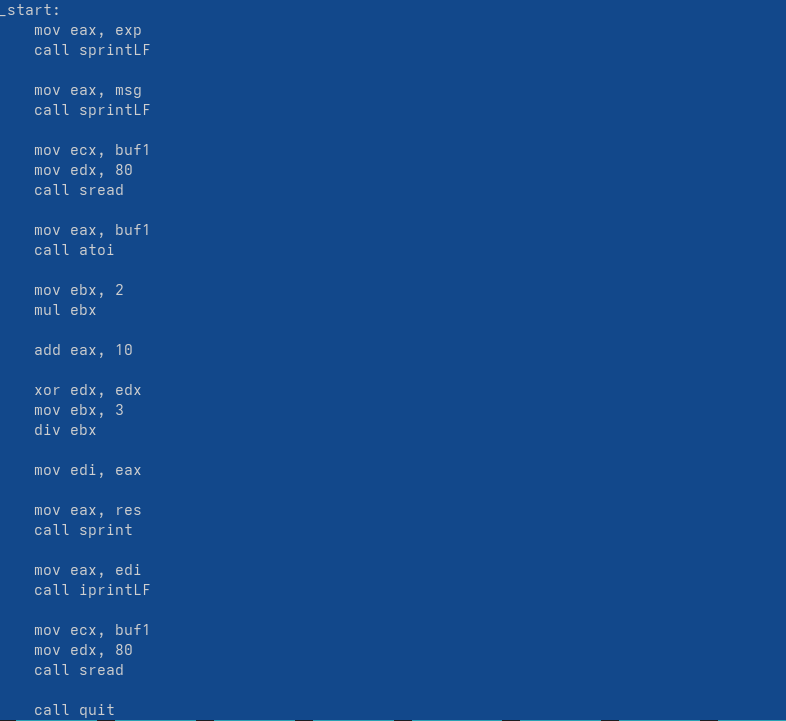 _start:
    mov eax, exp
    call sprintLF

    mov eax, msg
    call sprintLF

    mov ecx, buf1
    mov edx, 80
    call sread

    mov eax, buf1
    call atoi

    mov ebx, 2
    mul ebx

    add eax, 10

    xor edx, edx
    mov ebx, 3
    div ebx

    mov edi, eax

    mov eax, res
    call sprint

    mov eax, edi
    call iprintLF

    mov ecx, buf1
    mov edx, 80
    call sread

    call quit